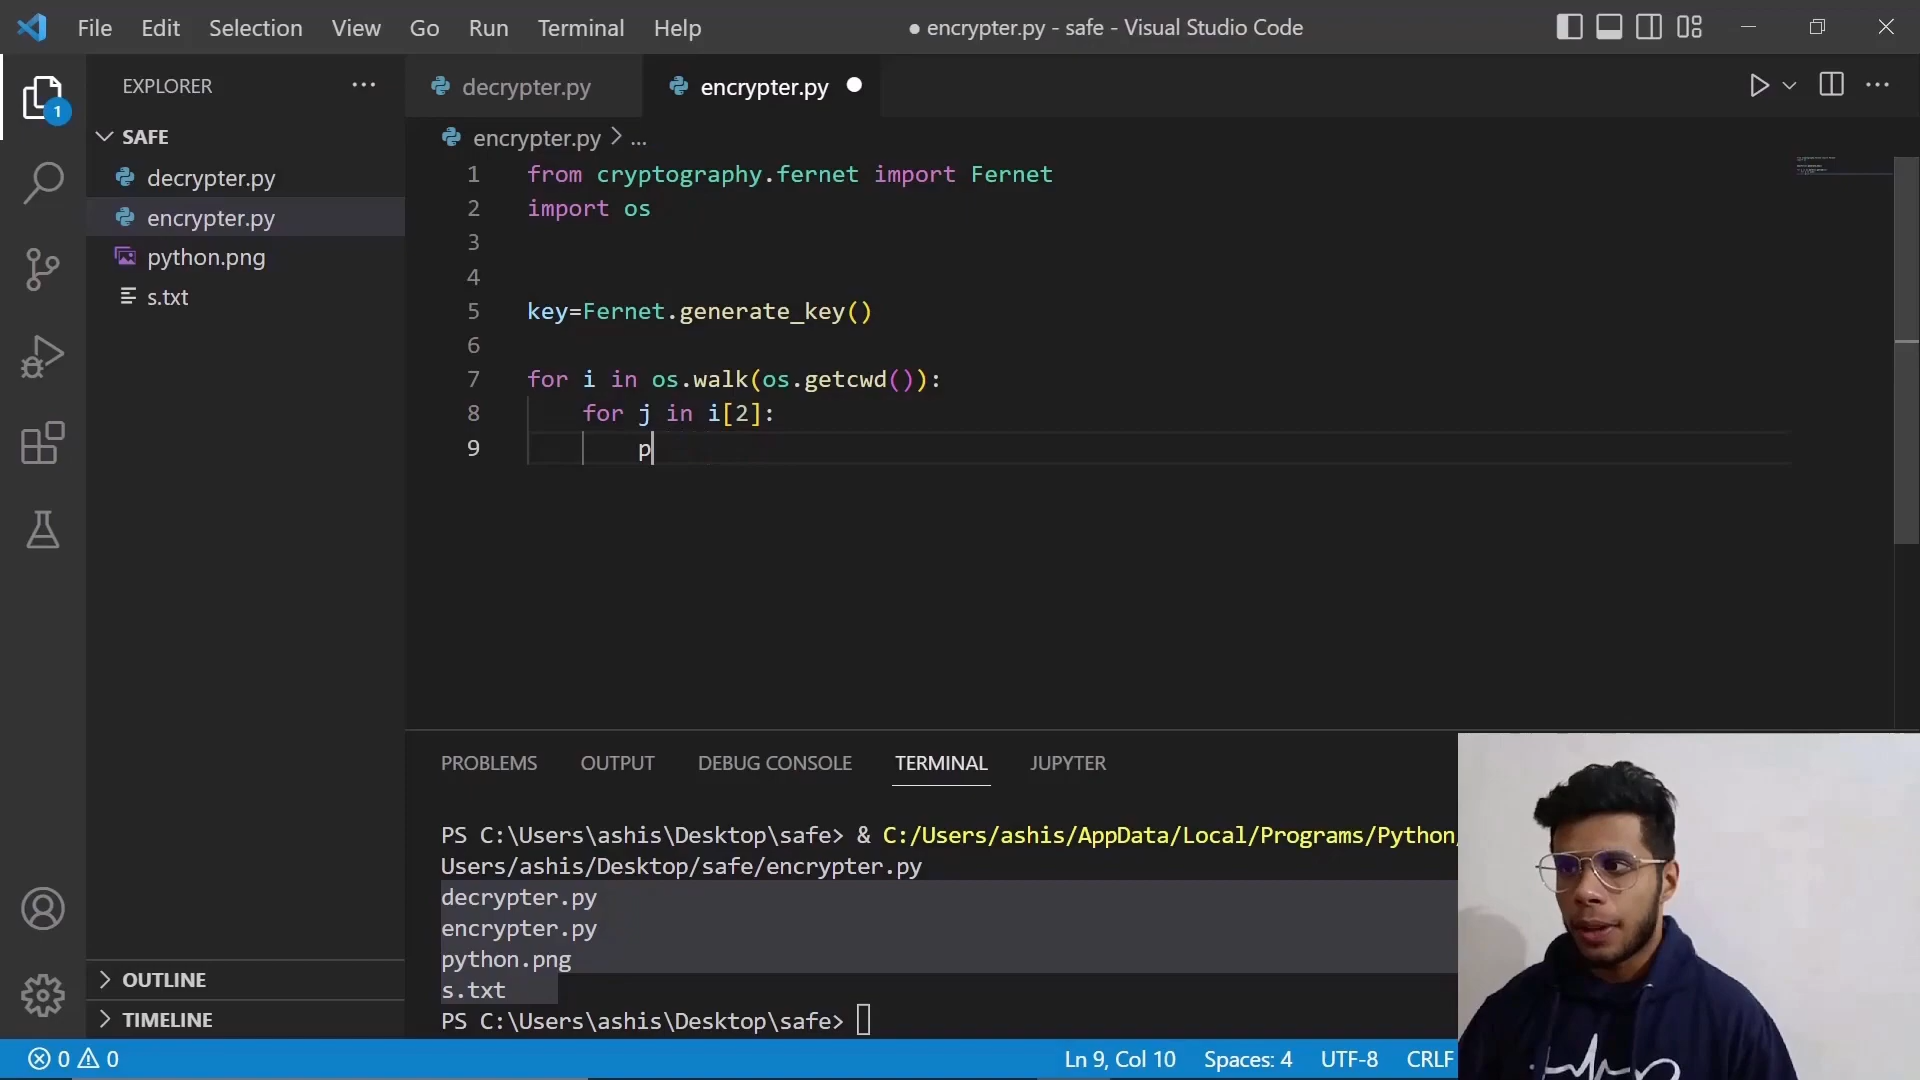 File Edit Selection View Go Run Terminal Help
● encrypter.py - safe - Visual Studio Code
1
EXPLORER
SAFE
decrypter.py
encrypter.py
python.png
s.txt
OUTLINE
TIMELINE
decrypter.py
encrypter.py
encrypter.py > ...
1 from cryptography.fernet import Fernet
2 import os
3
4
5 key=Fernet.generate_key()
6
7 for i in os.walk(os.getcwd()):
8 for j in i[2]:
9 p
PROBLEMS OUTPUT DEBUG CONSOLE TERMINAL JUPYTER
PS C:\Users\ashis\Desktop\safe> & C:/Users/ashis/AppData/Local/Programs/Python
Users/ashis/Desktop/safe/encrypter.py
decrypter.py
encrypter.py
python.png
s.txt
PS C:\Users\ashis\Desktop\safe>
0 0
Ln 9, Col 10 Spaces: 4 UTF-8 CRLF